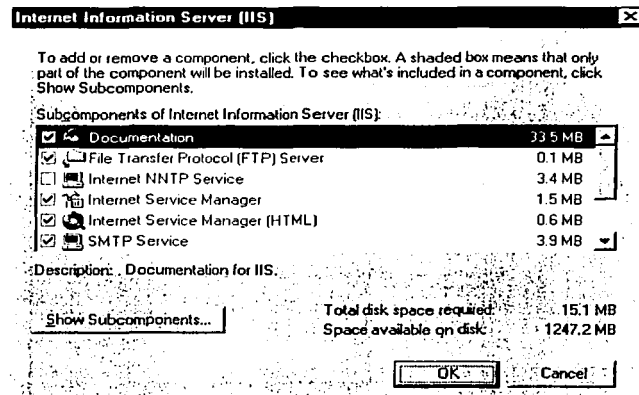 Internet Information Server (IIS)
To add or remove a component, click the checkbox. A shaded box means that only
part of the component will be installed. To see what's included in a component, click
Show Subcomponents.
Subcomponents of Internet Information Server (IIS):
Documentation 33.5 MB
File Transfer Protocol (FTP) Server 0.1 MB
Internet NNTP Service 3.4 MB
Internet Service Manager 1.5 MB
Internet Service Manager (HTML) 0.6 MB
SMTP Service 3.9 MB
Description: Documentation for IIS.
Show Subcomponents...
Total disk space required: 15.1 MB
Space available on disk: 1247.2 MB
OK Cancel